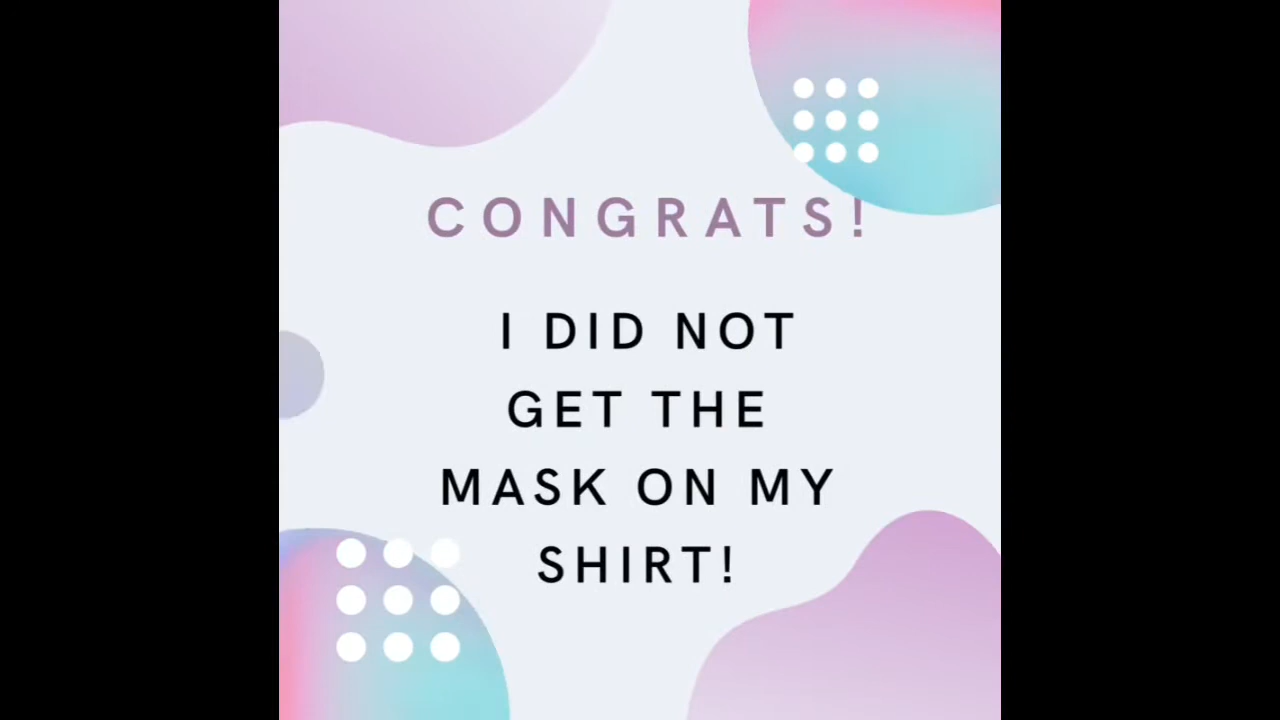 CONGRATS!
I DID NOT
GET THE
MASK ON MY
SHIRT!